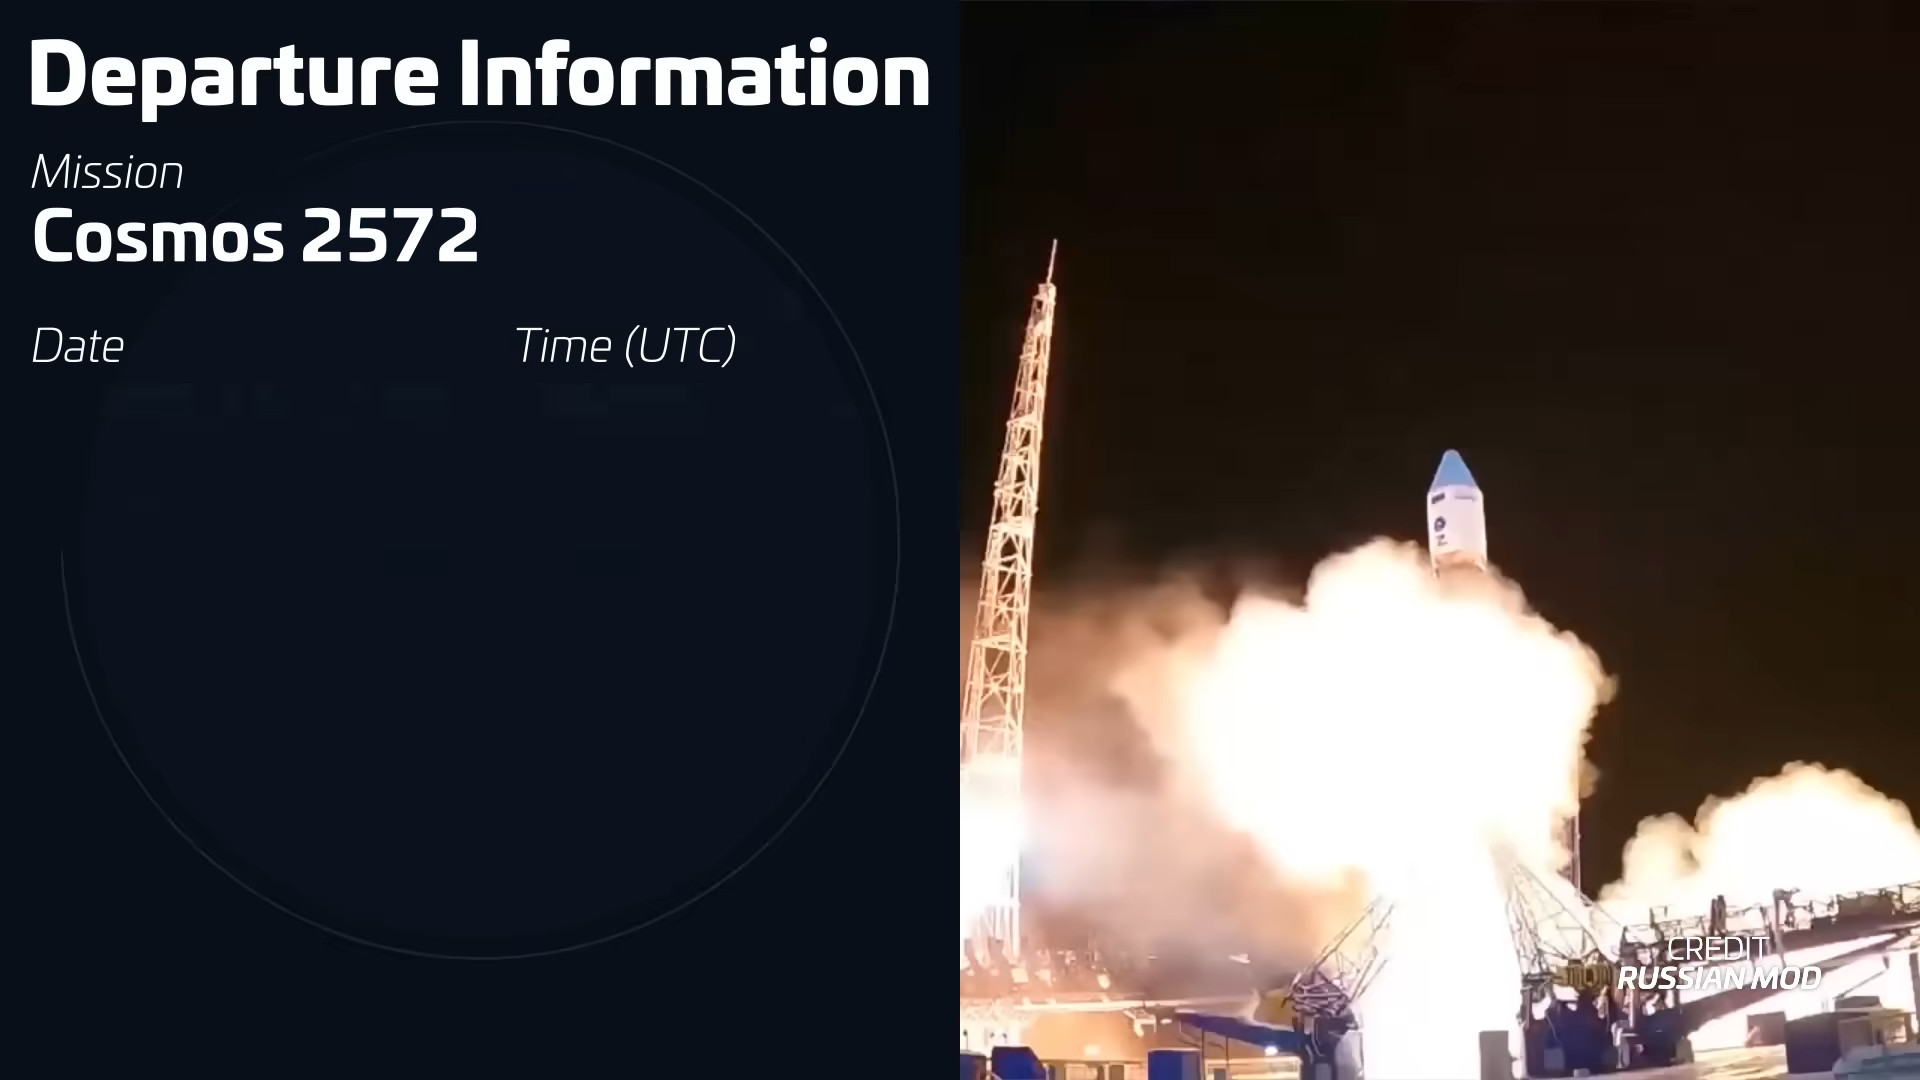 Departure Information
Mission
Cosmos 2572
Date
Time (UTC)
CREDIT
RUSSIAN MOD